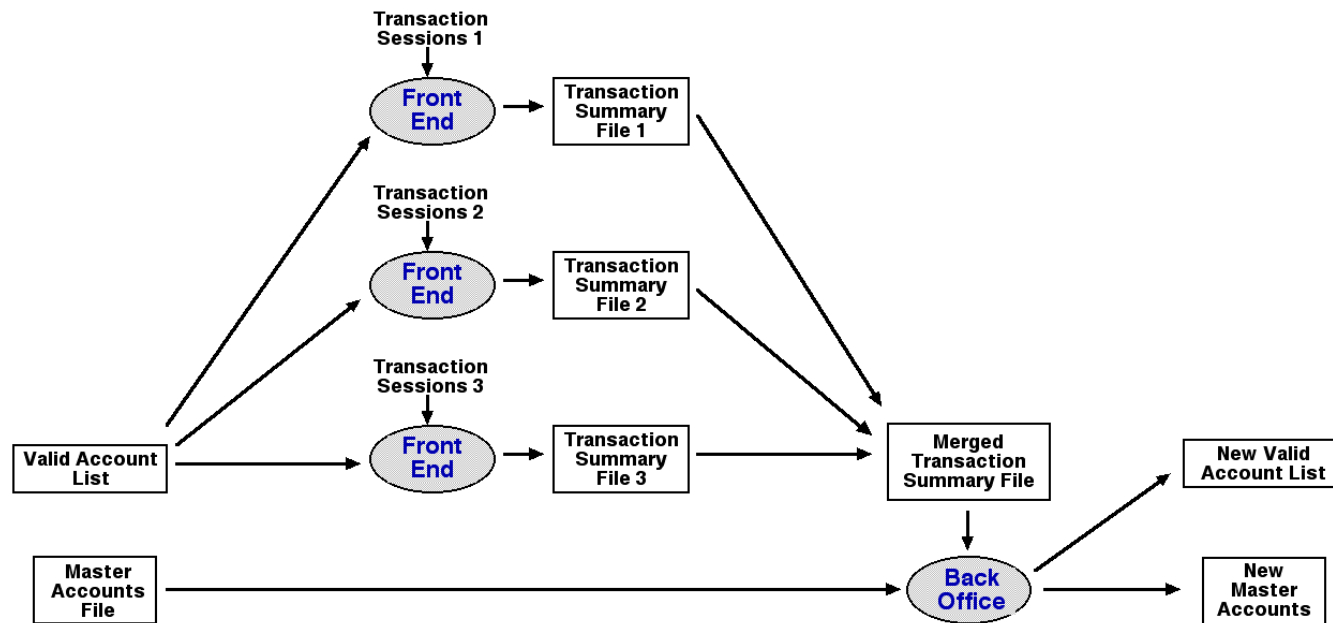 Transaction
Sessions 1
Front
End
Transaction
Summary
File 1
Transaction
Sessions 2
Front
End
Transaction
Summary
File 2
Transaction
Sessions 3
Front
End
Transaction
Summary
File 3
Valid Account
List
Merged
Transaction
Summary File
New Valid
Account List
Master
Accounts
File
Back
Office
New
Master
Accounts